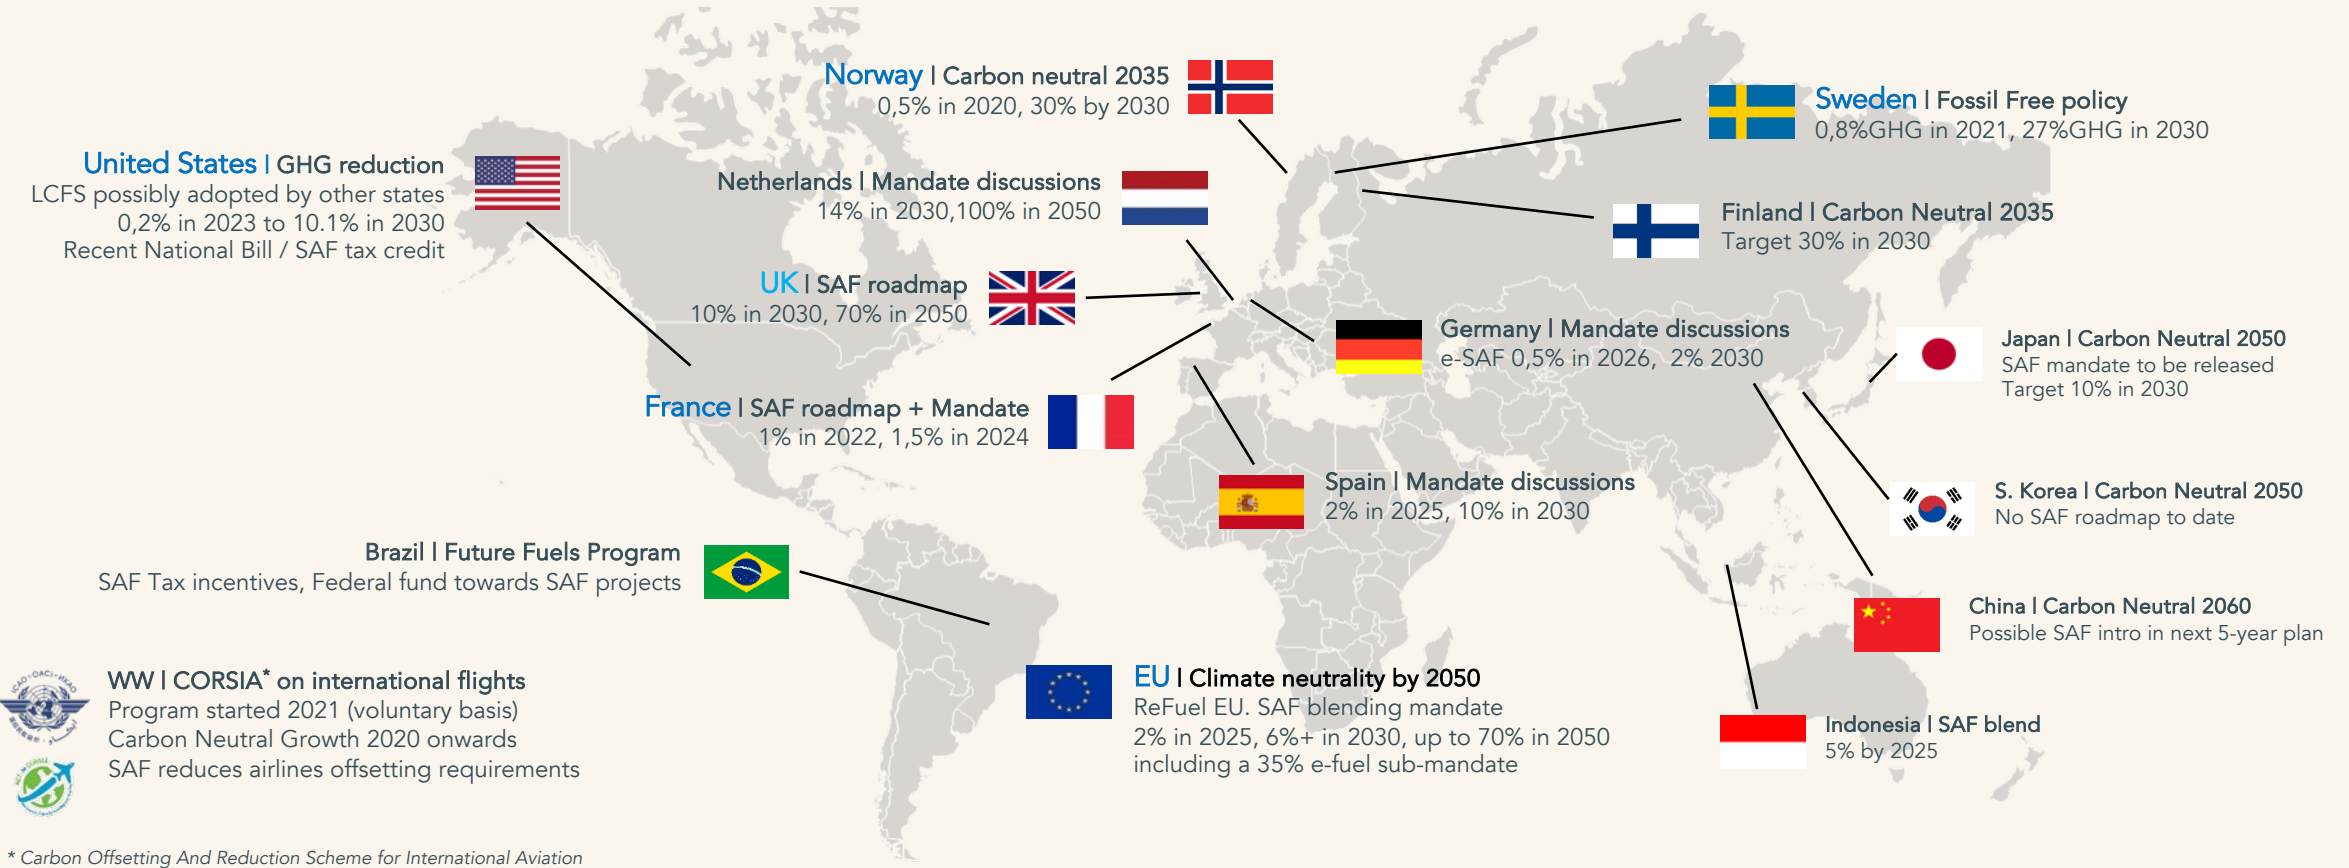 Norway | Carbon neutral 2035
0,5% in 2020, 30% by 2030
Sweden | Fossil Free policy
0,8%GHG in 2021, 27%GHG in 2030
United States | GHG reduction
LCFS possibly adopted by other states
0,2% in 2023 to 10.1% in 2030
Recent National Bill / SAF tax credit
Netherlands | Mandate discussions
14% in 2030,100% in 2050
Finland | Carbon Neutral 2035
Target 30% in 2030
UK | SAF roadmap
10% in 2030, 70% in 2050
Germany | Mandate discussions
e-SAF 0,5% in 2026, 2% 2030
Japan | Carbon Neutral 2050
SAF mandate to be released
Target 10% in 2030
France | SAF roadmap + Mandate
1% in 2022, 1,5% in 2024
Spain | Mandate discussions
2% in 2025, 10% in 2030
S. Korea | Carbon Neutral 2050
No SAF roadmap to date
Brazil | Future Fuels Program
SAF Tax incentives, Federal fund towards SAF projects
China | Carbon Neutral 2060
Possible SAF intro in next 5-year plan
WW | CORSIA* on international flights
Program started 2021 (voluntary basis)
Carbon Neutral Growth 2020 onwards
SAF reduces airlines offsetting requirements
EU | Climate neutrality by 2050
ReFuel EU. SAF blending mandate
2% in 2025, 6%+ in 2030, up to 70% in 2050
including a 35% e-fuel sub-mandate
Indonesia | SAF blend
5% by 2025
ICAO · OACI · ИКАО
* Carbon Offsetting And Reduction Scheme for International Aviation